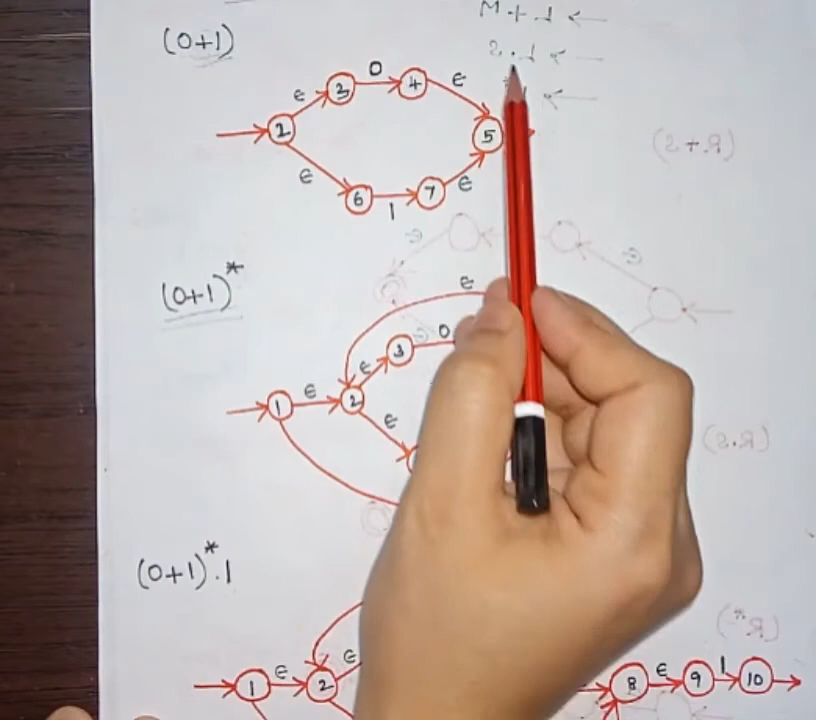 (0+1)
0
ϵ 3 4 ϵ
2 5
ϵ 6 1 7 ϵ
(0+1)*
ϵ
3 0
1 ϵ 2 ϵ
ϵ
(0+1)*.1
1 ϵ 2 ϵ 8 ϵ 9 1 10